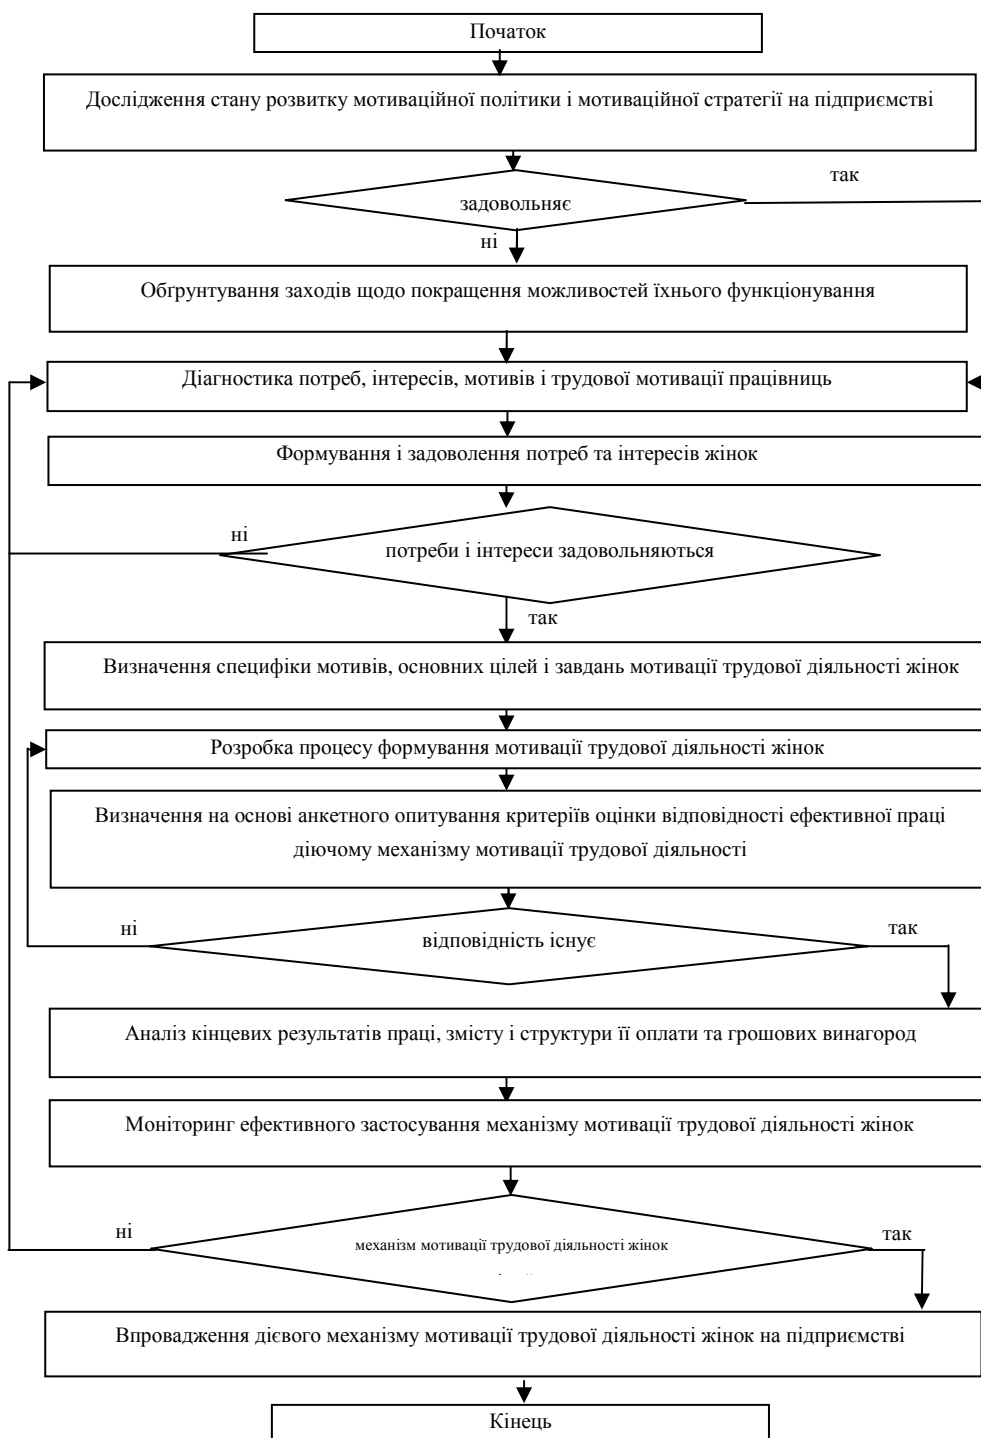 Початок
Дослідження стану розвитку мотиваційної політики і мотиваційної стратегії на підприємстві
так
задовольняє
ні
Обґрунтування заходів щодо покращення можливостей їхнього функціонування
Діагностика потреб, інтересів, мотивів і трудової мотивації працівниць
Формування і задоволення потреб та інтересів жінок
ні
потреби і інтереси задовольняються
так
Визначення специфіки мотивів, основних цілей і завдань мотивації трудової діяльності жінок
Розробка процесу формування мотивації трудової діяльності жінок
Визначення на основі анкетного опитування критеріїв оцінки відповідності ефективної праці
діючому механізму мотивації трудової діяльності
ні
відповідність існує
так
Аналіз кінцевих результатів праці, змісту і структури її оплати та грошових винагород
Моніторинг ефективного застосування механізму мотивації трудової діяльності жінок
ні
так
механізм мотивації трудової діяльності жінок
Впровадження дієвого механізму мотивації трудової діяльності жінок на підприємстві
Кінець